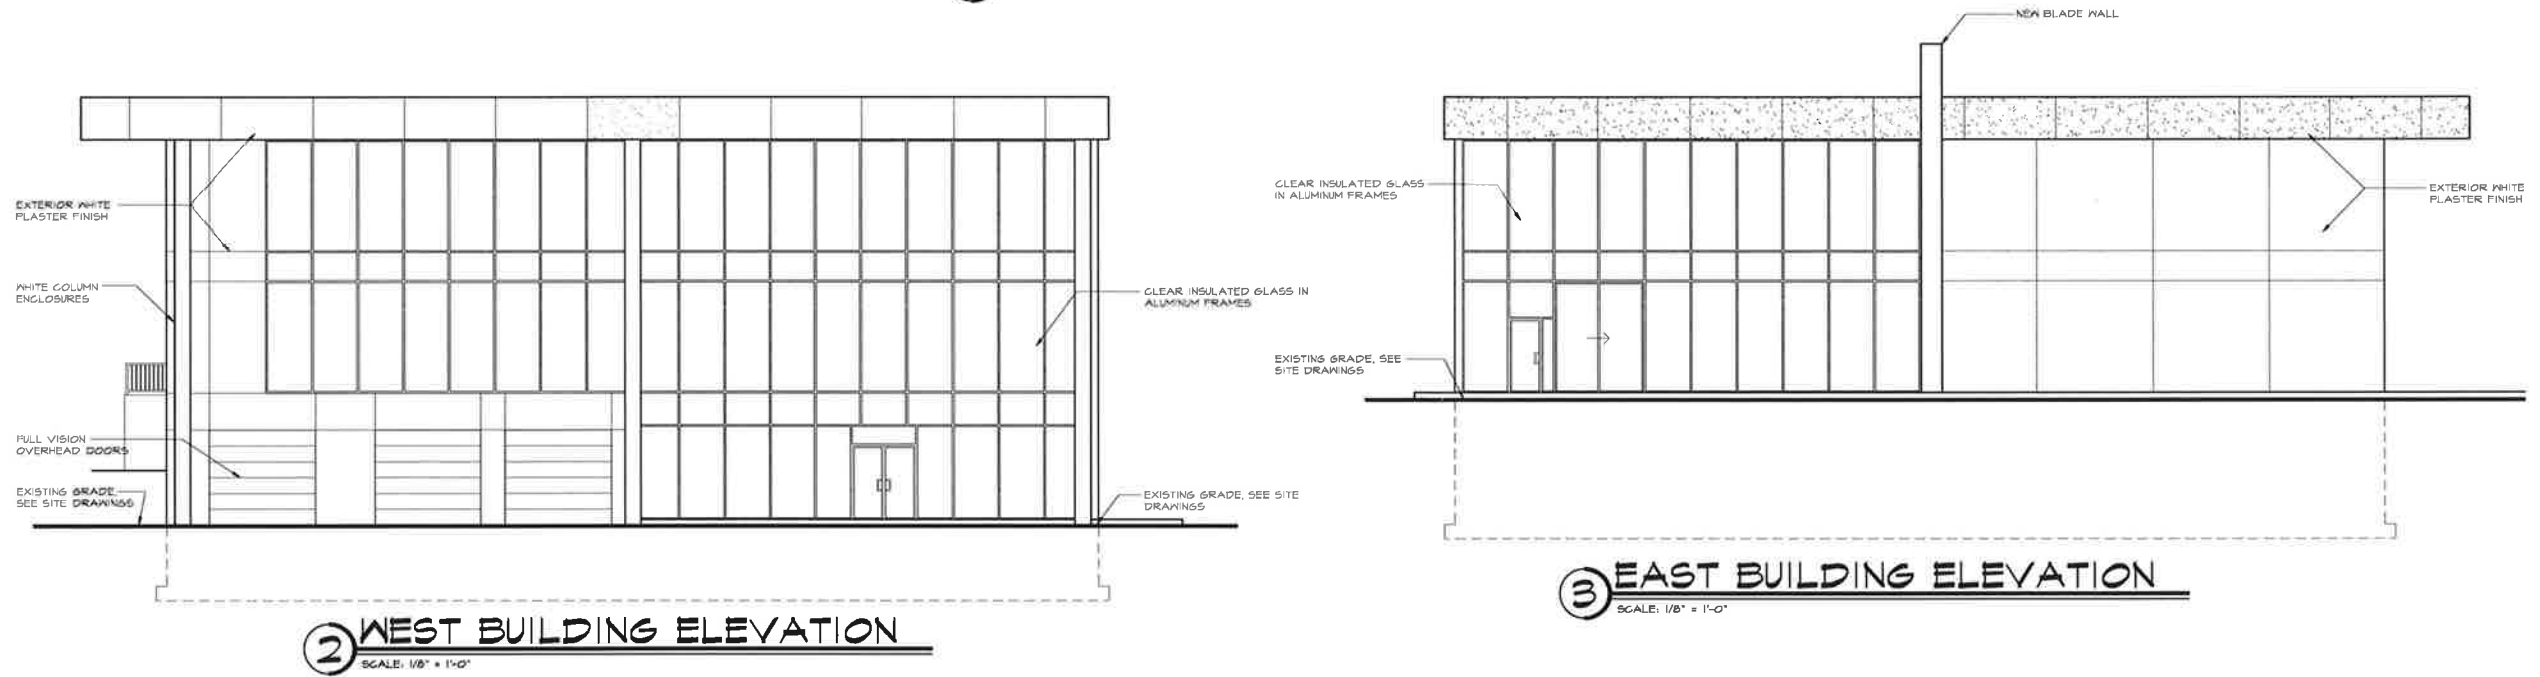 NEW BLADE WALL
EXTERIOR WHITE
PLASTER FINISH
WHITE COLUMN
ENCLOSURES
FULL VISION
OVERHEAD DOORS
EXISTING GRADE,
SEE SITE DRAWINGS
CLEAR INSULATED GLASS IN
ALUMINUM FRAMES
EXISTING GRADE, SEE SITE
DRAWINGS
2
WEST BUILDING ELEVATION
SCALE: 1/8" = 1'-0"
CLEAR INSULATED GLASS
IN ALUMINUM FRAMES
EXISTING GRADE, SEE
SITE DRAWINGS
EXTERIOR WHITE
PLASTER FINISH
3
EAST BUILDING ELEVATION
SCALE: 1/8" = 1'-0"